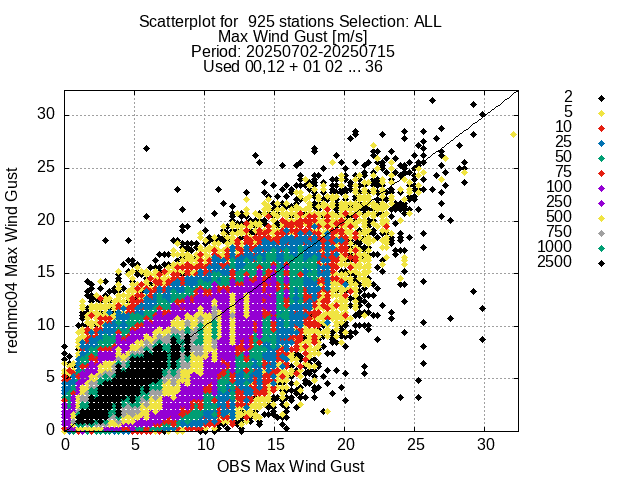 Scatterplot for  925 stations Selection: ALL
Max Wind Gust [m/s]
Period: 20250702-20250715
Used 00,12 + 01 02 ... 36
2
5
10
25
50
75
100
250
500
750
1000
2500
rednmc04 Max Wind Gust
30
25
20
15
10
5
0
0 5 10 15 20 25 30
OBS Max Wind Gust